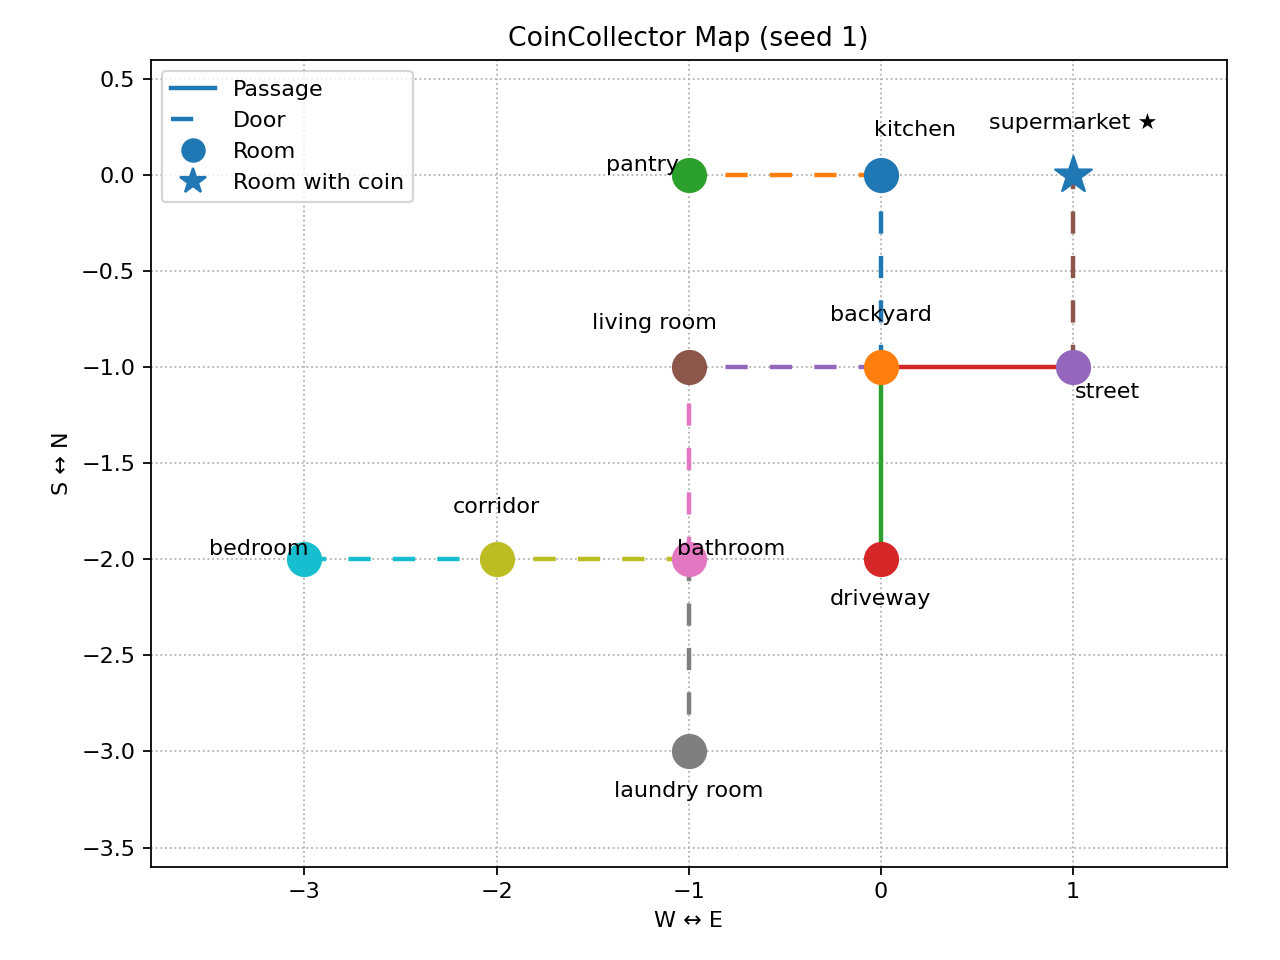 CoinCollector Map (seed 1)
Passage
Door
Room
Room with coin
kitchen
supermarket ★
pantry
living room
backyard
street
corridor
bedroom
bathroom
driveway
laundry room
0.5
0.0
−0.5
−1.0
−1.5
−2.0
−2.5
−3.0
−3.5
S ↔ N
−3
−2
−1
0
1
W ↔ E